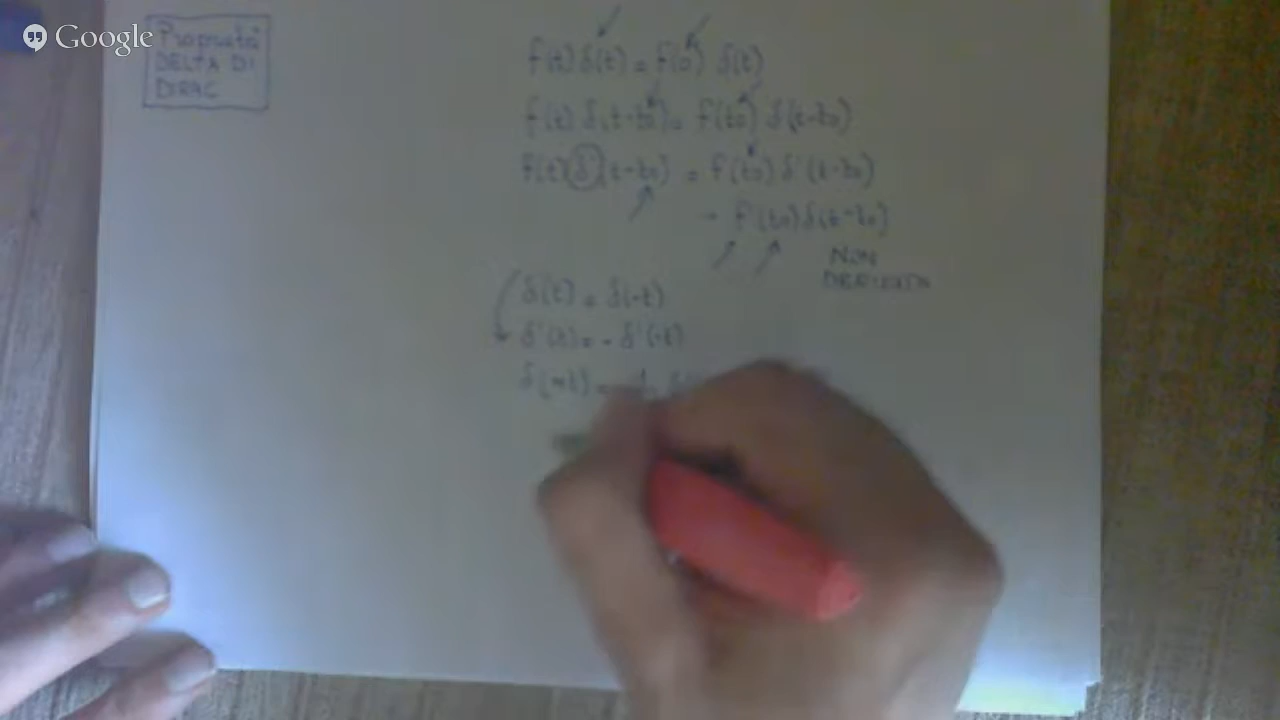 Google
Proprietà
DELTA DI
DIRAC
f(t) δ(t) = f(0) δ(t)
f(t) δ(t-t₀) = f(t₀) δ(t-t₀)
f(t) δ'(t-t₀) = f(t₀) δ'(t-t₀)
- f'(t₀) δ(t-t₀)
NON
DERIVATA
δ(t) = δ(-t)
δ'(t) = - δ'(-t)